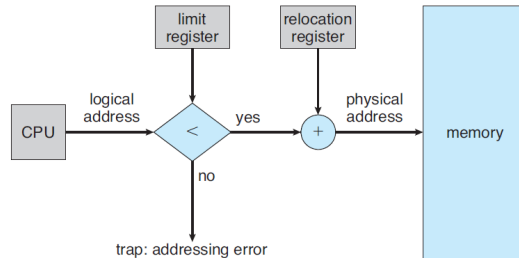 limit
register
relocation
register
logical
address
physical
address
CPU
<
yes
+
memory
no
trap: addressing error